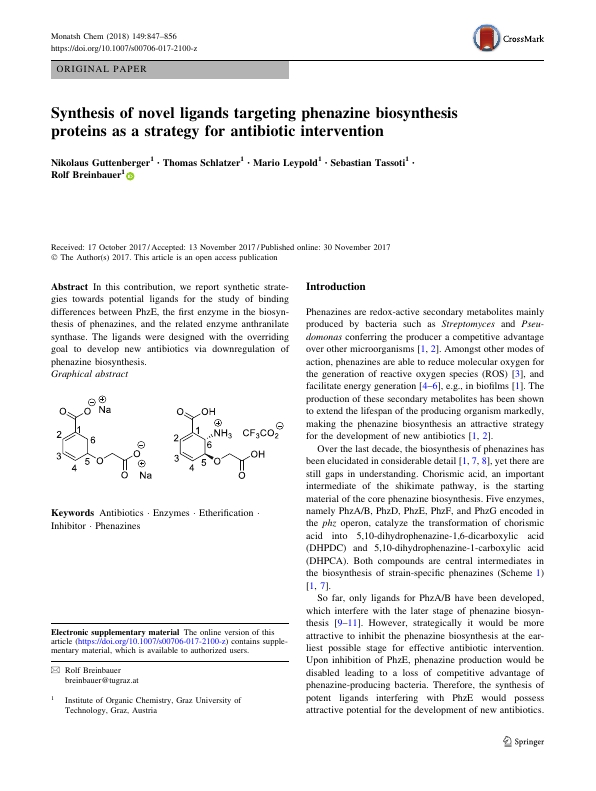 Monatsh Chem (2018) 149:847–856
https://doi.org/10.1007/s00706-017-2100-z
CrossMark
ORIGINAL PAPER
Synthesis of novel ligands targeting phenazine biosynthesis
proteins as a strategy for antibiotic intervention
Nikolaus Guttenberger1 · Thomas Schlatzer1 · Mario Leypold1 · Sebastian Tassoti1 ·
Rolf Breinbauer1
Received: 17 October 2017 / Accepted: 13 November 2017 / Published online: 30 November 2017
© The Author(s) 2017. This article is an open access publication
Abstract In this contribution, we report synthetic strate-
gies towards potential ligands for the study of binding
differences between PhzE, the first enzyme in the biosyn-
thesis of phenazines, and the related enzyme anthranilate
synthase. The ligands were designed with the overriding
goal to develop new antibiotics via downregulation of
phenazine biosynthesis.
Graphical abstract
O O⊖ ⊕Na
1 2 3 4 5 6
O O⊖ O ⊕Na
O OH
1 2 3 4 5 6
⊕NH3 CF3CO2⊖
O OH O
Keywords Antibiotics · Enzymes · Etherification ·
Inhibitor · Phenazines
Electronic supplementary material The online version of this
article (https://doi.org/10.1007/s00706-017-2100-z) contains supple-
mentary material, which is available to authorized users.
Rolf Breinbauer
breinbauer@tugraz.at
1 Institute of Organic Chemistry, Graz University of
Technology, Graz, Austria
Introduction
Phenazines are redox-active secondary metabolites mainly
produced by bacteria such as Streptomyces and Pseu-
domonas conferring the producer a competitive advantage
over other microorganisms [1, 2]. Amongst other modes of
action, phenazines are able to reduce molecular oxygen for
the generation of reactive oxygen species (ROS) [3], and
facilitate energy generation [4–6], e.g., in biofilms [1]. The
production of these secondary metabolites has been shown
to extend the lifespan of the producing organism markedly,
making the phenazine biosynthesis an attractive strategy
for the development of new antibiotics [1, 2].
Over the last decade, the biosynthesis of phenazines has
been elucidated in considerable detail [1, 7, 8], yet there are
still gaps in understanding. Chorismic acid, an important
intermediate of the shikimate pathway, is the starting
material of the core phenazine biosynthesis. Five enzymes,
namely PhzA/B, PhzD, PhzE, PhzF, and PhzG encoded in
the phz operon, catalyze the transformation of chorismic
acid into 5,10-dihydrophenazine-1,6-dicarboxylic acid
(DHPDC) and 5,10-dihydrophenazine-1-carboxylic acid
(DHPCA). Both compounds are central intermediates in
the biosynthesis of strain-specific phenazines (Scheme 1)
[1, 7].
So far, only ligands for PhzA/B have been developed,
which interfere with the later stage of phenazine biosyn-
thesis [9–11]. However, strategically it would be more
attractive to inhibit the phenazine biosynthesis at the ear-
liest possible stage for effective antibiotic intervention.
Upon inhibition of PhzE, phenazine production would be
disabled leading to a loss of competitive advantage of
phenazine-producing bacteria. Therefore, the synthesis of
potent ligands interfering with PhzE would possess
attractive potential for the development of new antibiotics.
Springer